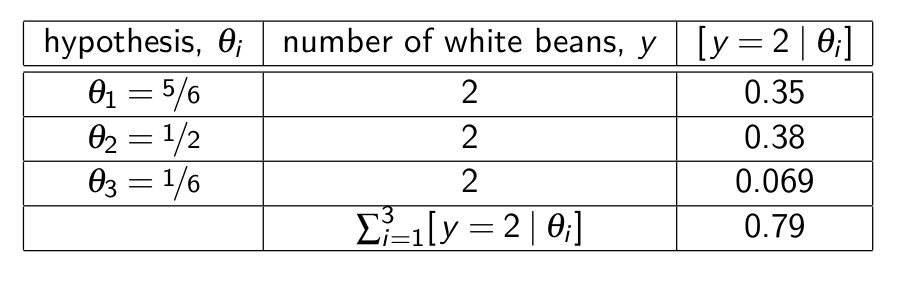 hypothesis, θᵢ number of white beans, y [y = 2 | θᵢ]
θ₁ = 5/6 2 0.35
θ₂ = 1/2 2 0.38
θ₃ = 1/6 2 0.069
∑³ᵢ₌₁[y = 2 | θᵢ] 0.79